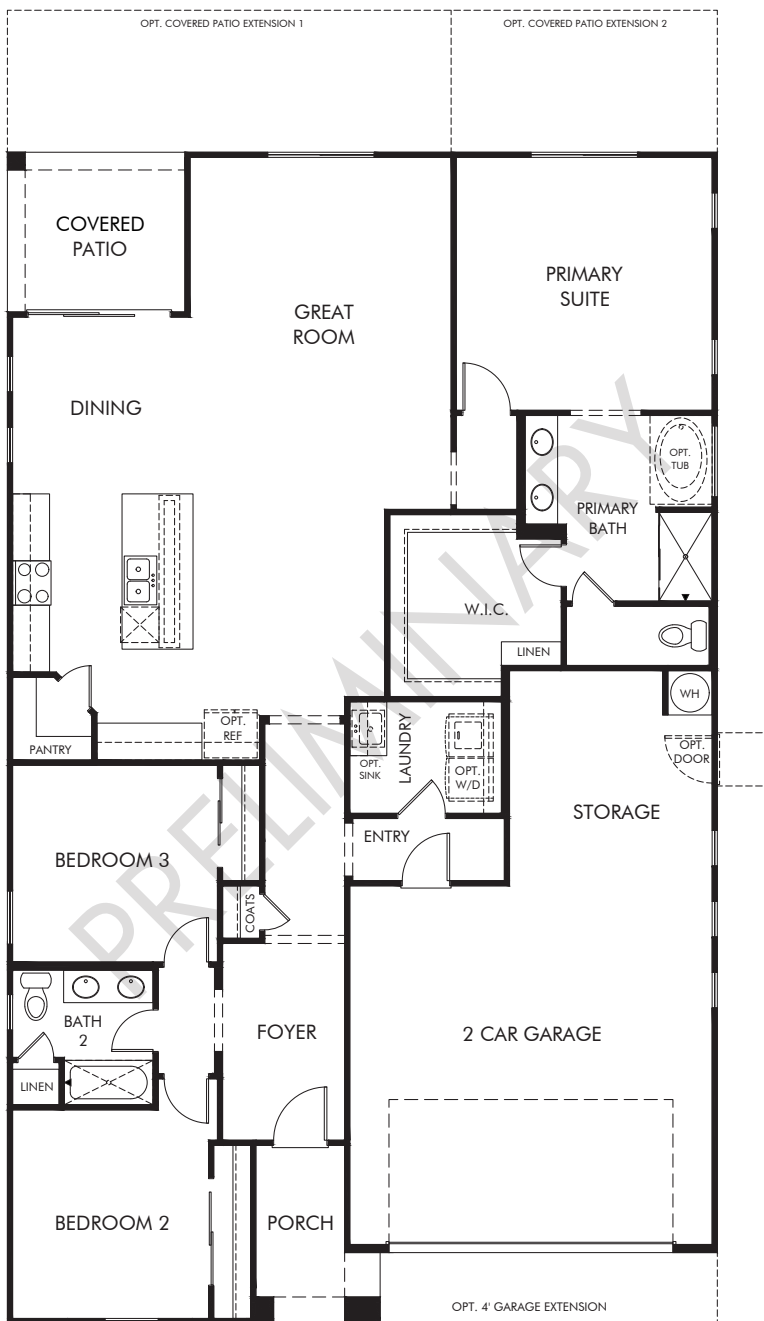 OPT. COVERED PATIO EXTENSION 1
OPT. COVERED PATIO EXTENSION 2
COVERED
PATIO
PRIMARY
SUITE
GREAT
ROOM
DINING
OPT.
TUB
PRIMARY
BATH
W.I.C.
LINEN
WH
OPT.
REF
PANTRY
OPT.
SINK
LAUNDRY
OPT.
W/D
OPT.
DOOR
STORAGE
ENTRY
BEDROOM 3
COATS
BATH
2
FOYER
2 CAR GARAGE
LINEN
BEDROOM 2
PORCH
OPT. 4' GARAGE EXTENSION
PRELIMINARY